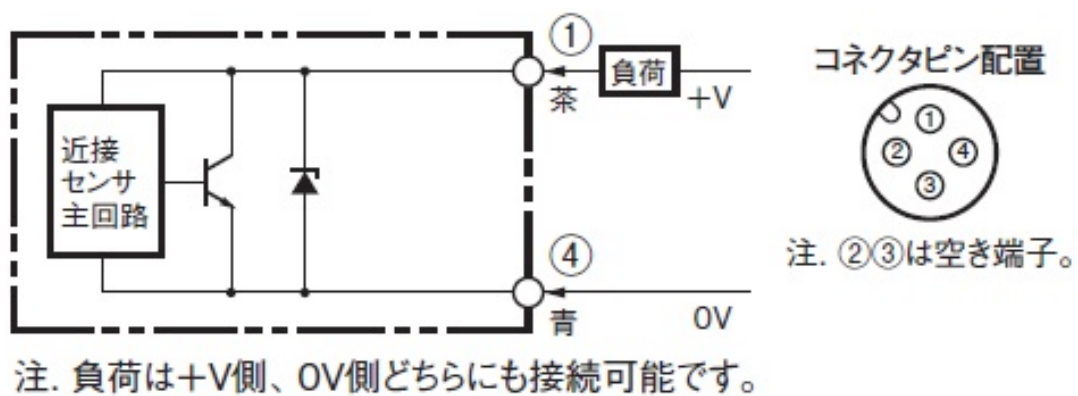 ①
負荷
茶
+V
近接
センサ
主回路
④
青
0V
注. 負荷は+V側、0V側どちらにも接続可能です。
コネクタピン配置
①
② ④
③
注. ②③は空き端子。